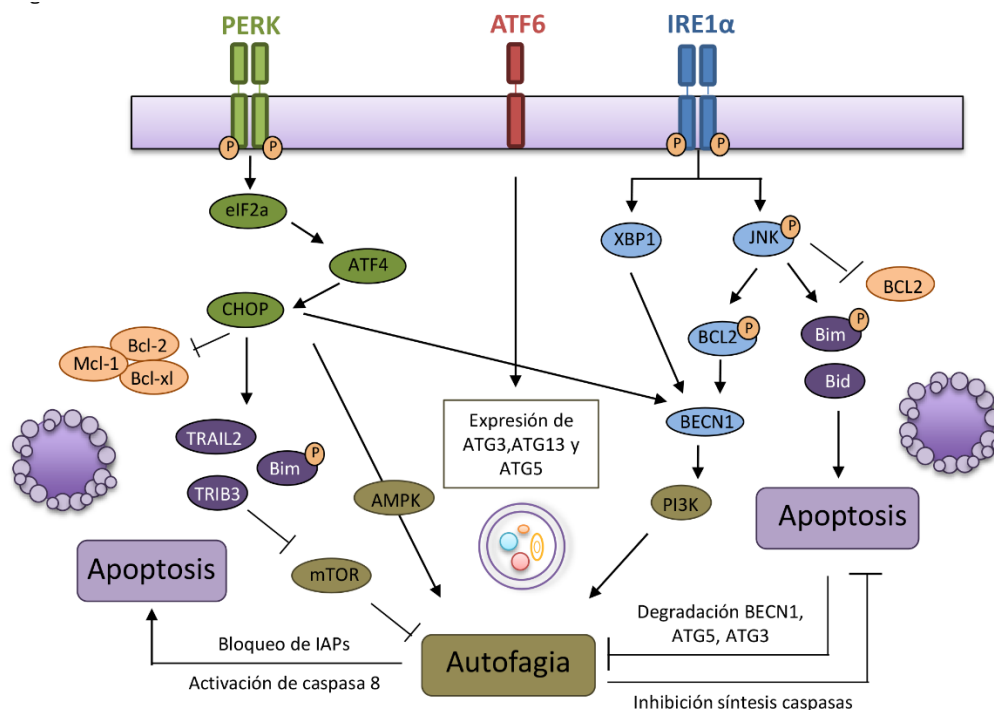 PERK
ATF6
IRE1α
P
P
P
P
eIF2a
XBP1
JNK
P
ATF4
BCL2
CHOP
Bcl-2
Mcl-1
Bcl-xl
BCL2
P
Bim
P
Bid
TRAIL2
Bim
P
TRIB3
AMPK
Expresión de
ATG3,ATG13 y
ATG5
BECN1
PI3K
Apoptosis
Apoptosis
mTOR
Autofagia
Bloqueo de IAPs
Activación de caspasa 8
Degradación BECN1,
ATG5, ATG3
Inhibición síntesis caspasas